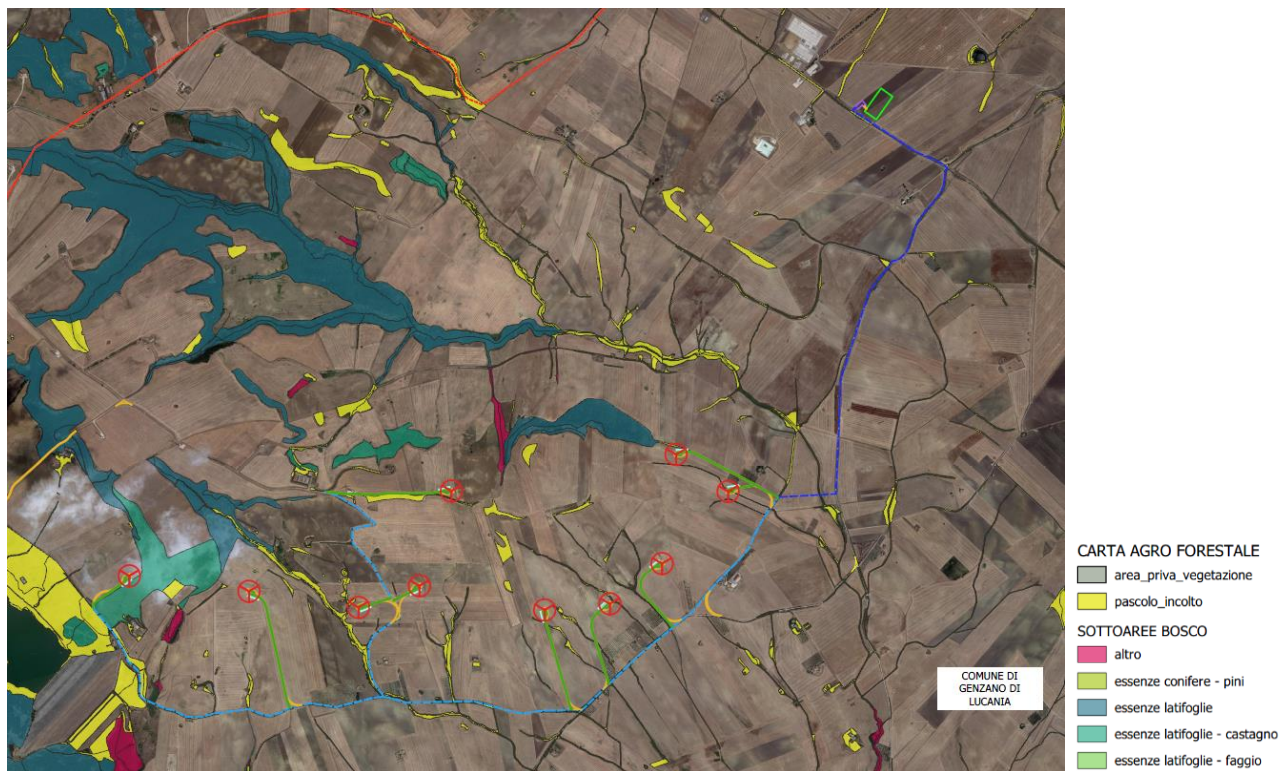 COMUNE DI
GENZANO DI
LUCANIA
CARTA AGRO FORESTALE
area_priva_vegetazione
pascolo_incolto
SOTTOAREE BOSCO
altro
essenze conifere - pini
essenze latifoglie
essenze latifoglie - castagno
essenze latifoglie - faggio